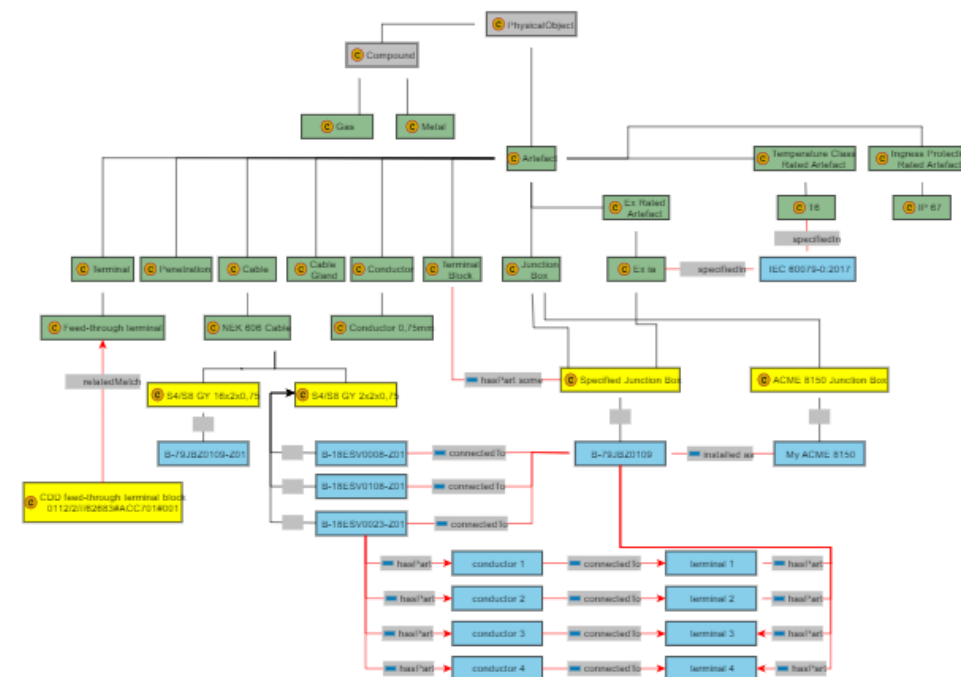 C PhysicalObject
C Compound
C Gas
C Metal
C Artefact
C Temperature Class
Rated Artefact
C Ingress Protecti
Rated Artefact
C Ex Rated
Artefact
C T6
C IP 67
specifiedIn
C Terminal
C Penetration
C Cable
C Cable
Gland
C Conductor
C Terminal
Block
C Junction
Box
C Ex ia
specifiedIn
IEC 60079-0:2017
C Feed-through terminal
C NEK 606 Cable
C Conductor 0,75mm
relatedMatch
hasPart some
C S4/S8 GY 16x2x0,75
C S4/S8 GY 2x2x0,75
C Specified Junction Box
C ACME 8150 Junction Box
B-79JBZ0109-Z01
B-18ESV0008-Z01
connectedTo
B-79JBZ0109
installed as
My ACME 8150
B-18ESV0108-Z01
connectedTo
C CDD feed-through terminal block
0112/2///62683#ACC701#001
B-18ESV0023-Z01
connectedTo
hasPart
conductor 1
connectedTo
terminal 1
hasPart
hasPart
conductor 2
connectedTo
terminal 2
hasPart
hasPart
conductor 3
connectedTo
terminal 3
hasPart
hasPart
conductor 4
connectedTo
terminal 4
hasPart